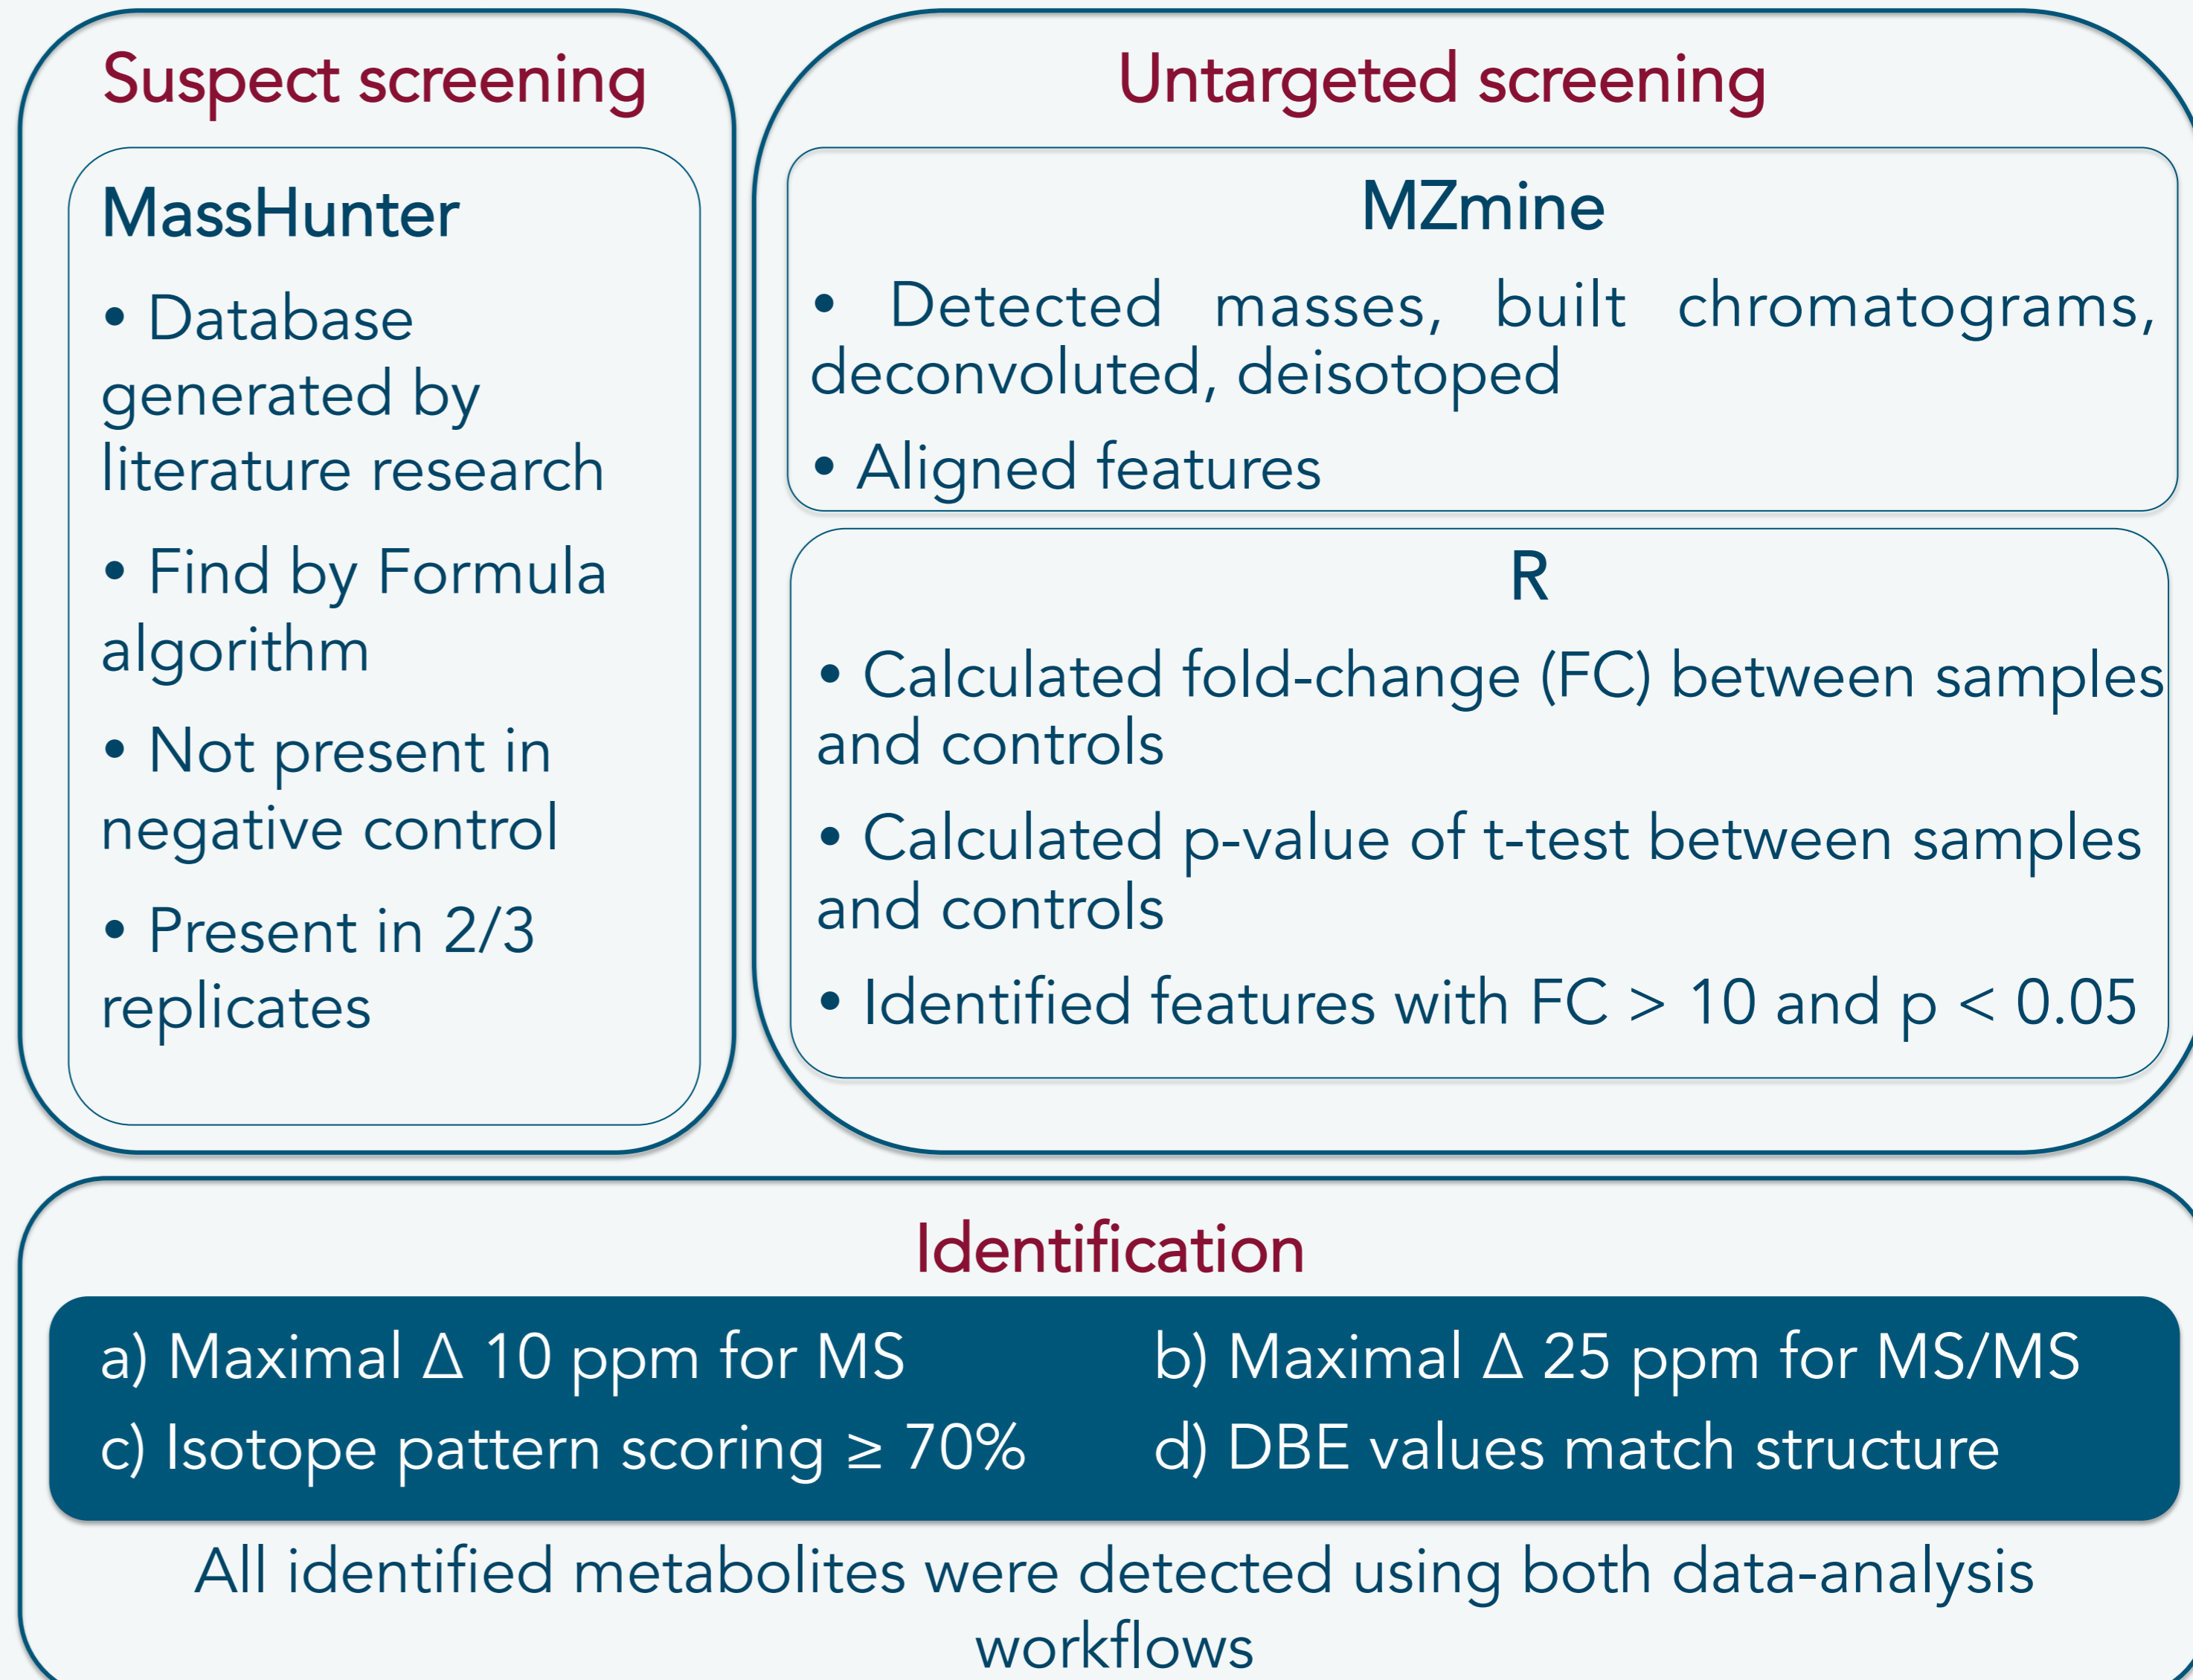 Suspect screening
MassHunter
• Database
generated by
literature research
• Find by Formula
algorithm
• Not present in
negative control
• Present in 2/3
replicates
Untargeted screening
MZmine
• Detected masses, built chromatograms,
deconvoluted, deisotoped
• Aligned features
R
• Calculated fold-change (FC) between samples
and controls
• Calculated p-value of t-test between samples
and controls
• Identified features with FC > 10 and p < 0.05
Identification
a) Maximal Δ 10 ppm for MS
b) Maximal Δ 25 ppm for MS/MS
c) Isotope pattern scoring ≥ 70%
d) DBE values match structure
All identified metabolites were detected using both data-analysis
workflows